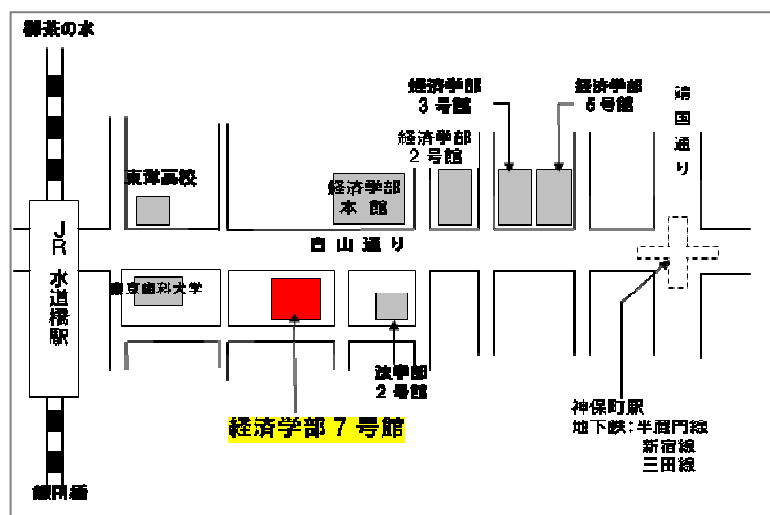 御茶の水
経済学部
3 号館
経済学部
5 号館
靖国通り
経済学部
2 号館
東洋高校
経済学部
本 館
JR 水道橋駅
白 山 通 り
東京歯科大学
法学部
2 号館
経済学部 7 号館
神保町駅
地下鉄:半蔵門線
新宿線
三田線
飯田橋